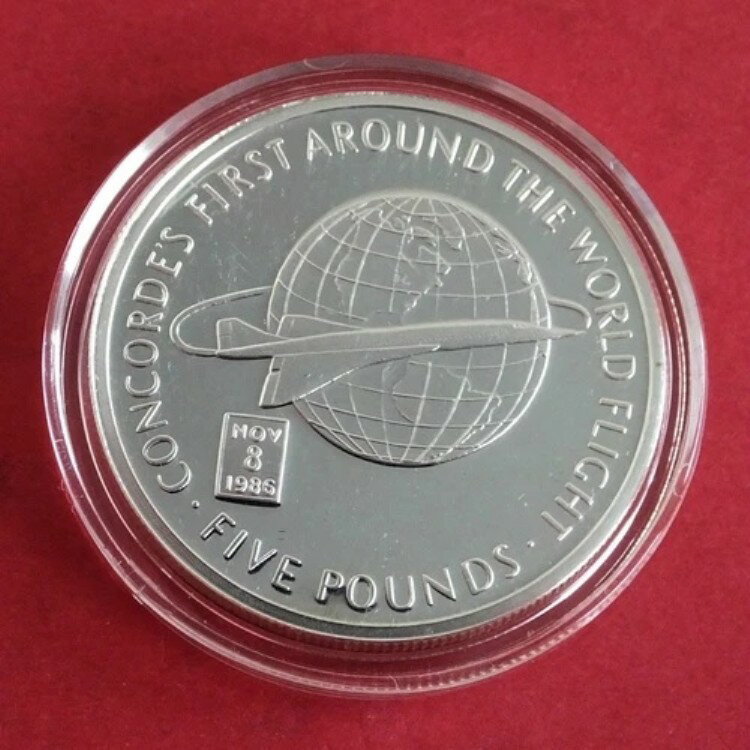 CONCORDE'S FIRST AROUND THE WORLD FLIGHT
NOV
8
1986
· FIVE POUNDS ·